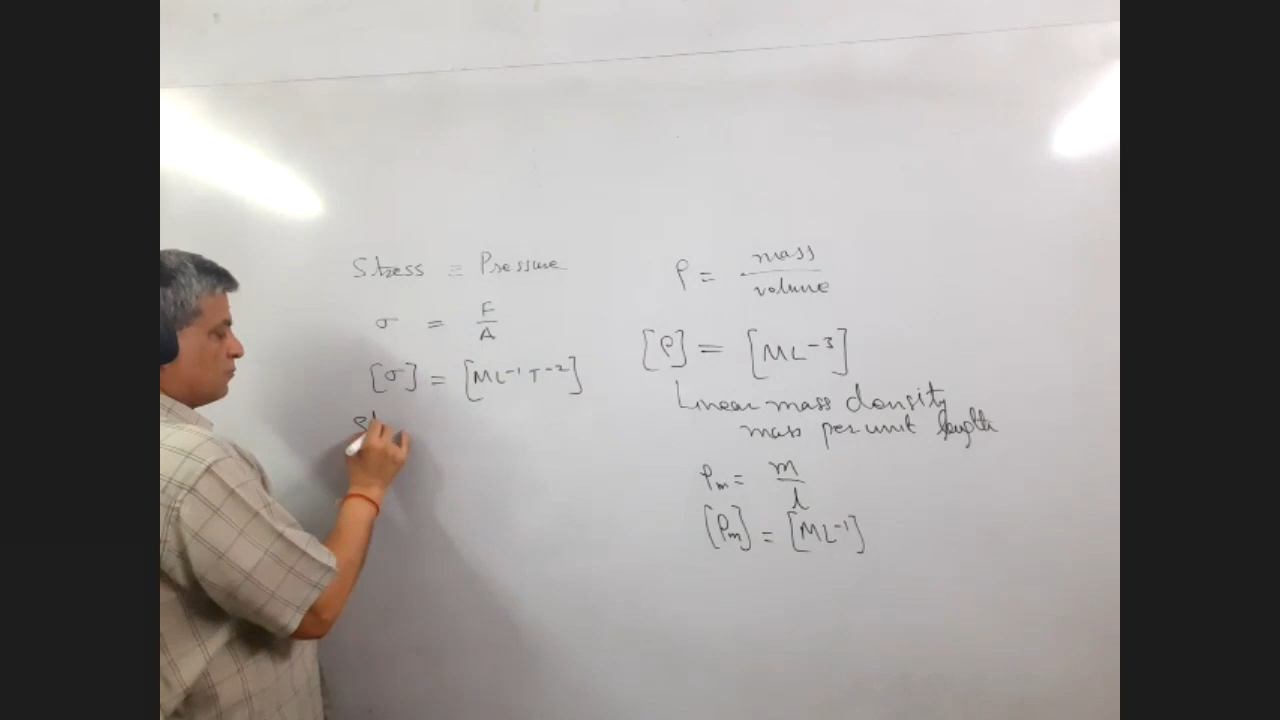 Stress = Pressure
σ = F/A
[σ] = [ML⁻¹T⁻²]
St
ρ = mass/volume
[ρ] = [ML⁻³]
Linear mass density
mass per unit length
ρₘ = m/l
[ρₘ] = [ML⁻¹]